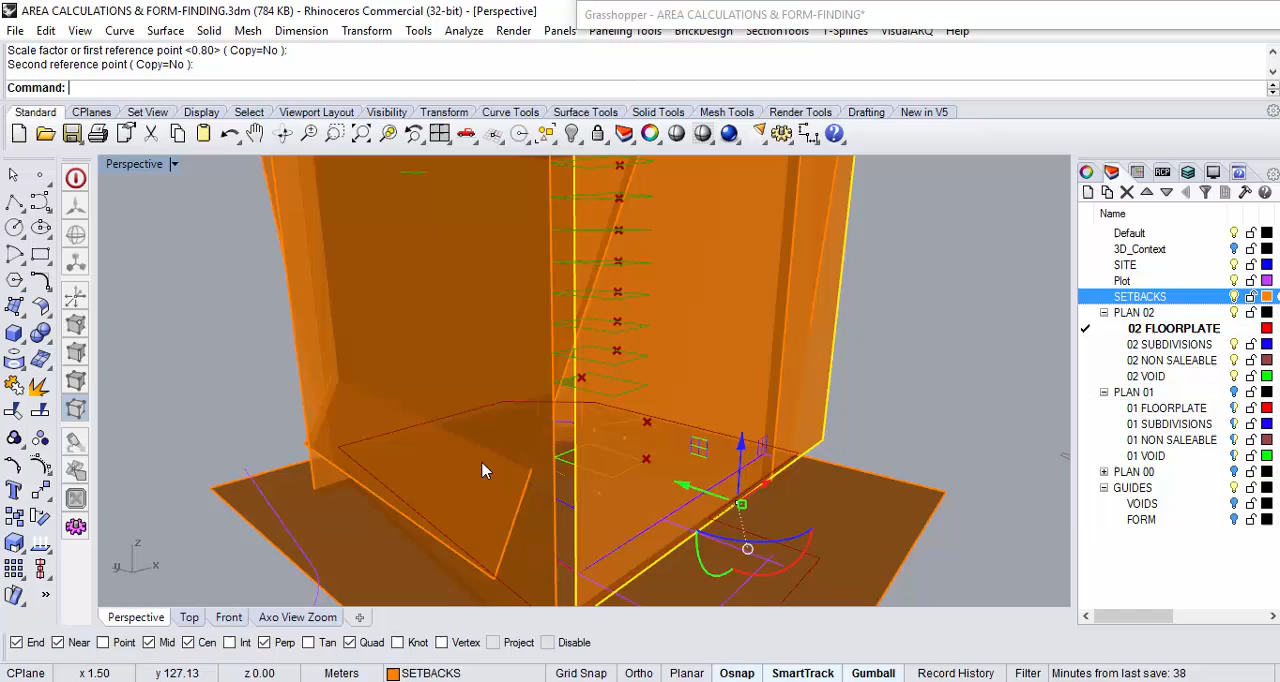 AREA CALCULATIONS & FORM-FINDING.3dm (784 KB) - Rhinoceros Commercial (32-bit) - [Perspective]
Grasshopper - AREA CALCULATIONS & FORM-FINDING*
File Edit View Curve Surface Solid Mesh Dimension Transform Tools Analyze Render Panels Paneling Tools BrickDesign SectionTools T-Splines VisualARQ Help
Scale factor or first reference point <0.80> ( Copy=No ):
Second reference point ( Copy=No ):
Command:
Standard CPlanes Set View Display Select Viewport Layout Visibility Transform Curve Tools Surface Tools Solid Tools Mesh Tools Render Tools Drafting New in V5
Perspective
Name
Default
3D_Context
SITE
Plot
SETBACKS
PLAN 02
02 FLOORPLATE
02 SUBDIVISIONS
02 NON SALEABLE
02 VOID
PLAN 01
01 FLOORPLATE
01 SUBDIVISIONS
01 NON SALEABLE
01 VOID
PLAN 00
GUIDES
VOIDS
FORM
z
y x
Perspective Top Front Axo View Zoom
End Near Point Mid Cen Int Perp Tan Quad Knot Vertex Project Disable
CPlane x 1.50 y 127.13 z 0.00 Meters SETBACKS Grid Snap Ortho Planar Osnap SmartTrack Gumball Record History Filter Minutes from last save: 38